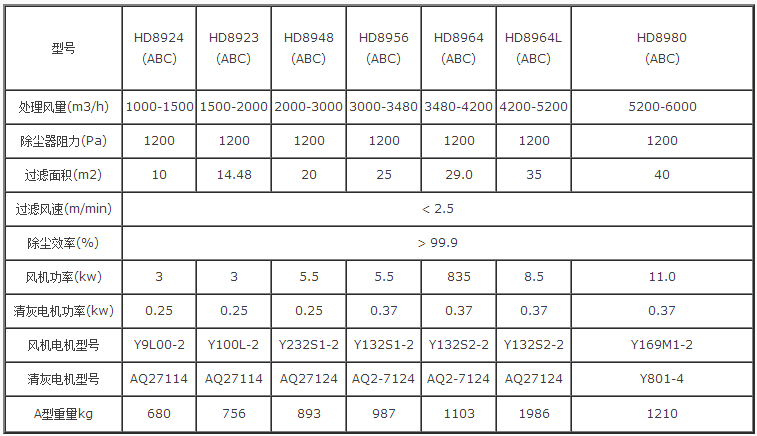 型号 HD8924 HD8923 HD8948 HD8956 HD8964 HD8964L HD8980
(ABC) (ABC) (ABC) (ABC) (ABC) (ABC) (ABC)
处理风量(m3/h) 1000-1500 1500-2000 2000-3000 3000-3480 3480-4200 4200-5200 5200-6000
除尘器阻力(Pa) 1200 1200 1200 1200 1200 1200 1200
过滤面积(m2) 10 14.48 20 25 29.0 35 40
过滤风速(m/min) < 2.5
除尘效率(%) > 99.9
风机功率(kw) 3 3 5.5 5.5 835 8.5 11.0
清灰电机功率(kw) 0.25 0.25 0.25 0.37 0.37 0.37 0.37
风机电机型号 Y9L00-2 Y100L-2 Y232S1-2 Y132S1-2 Y132S2-2 Y132S2-2 Y169M1-2
清灰电机型号 AQ27114 AQ27114 AQ27124 AQ2-7124 AQ2-7124 AQ27124 Y801-4
A型重量kg 680 756 893 987 1103 1986 1210